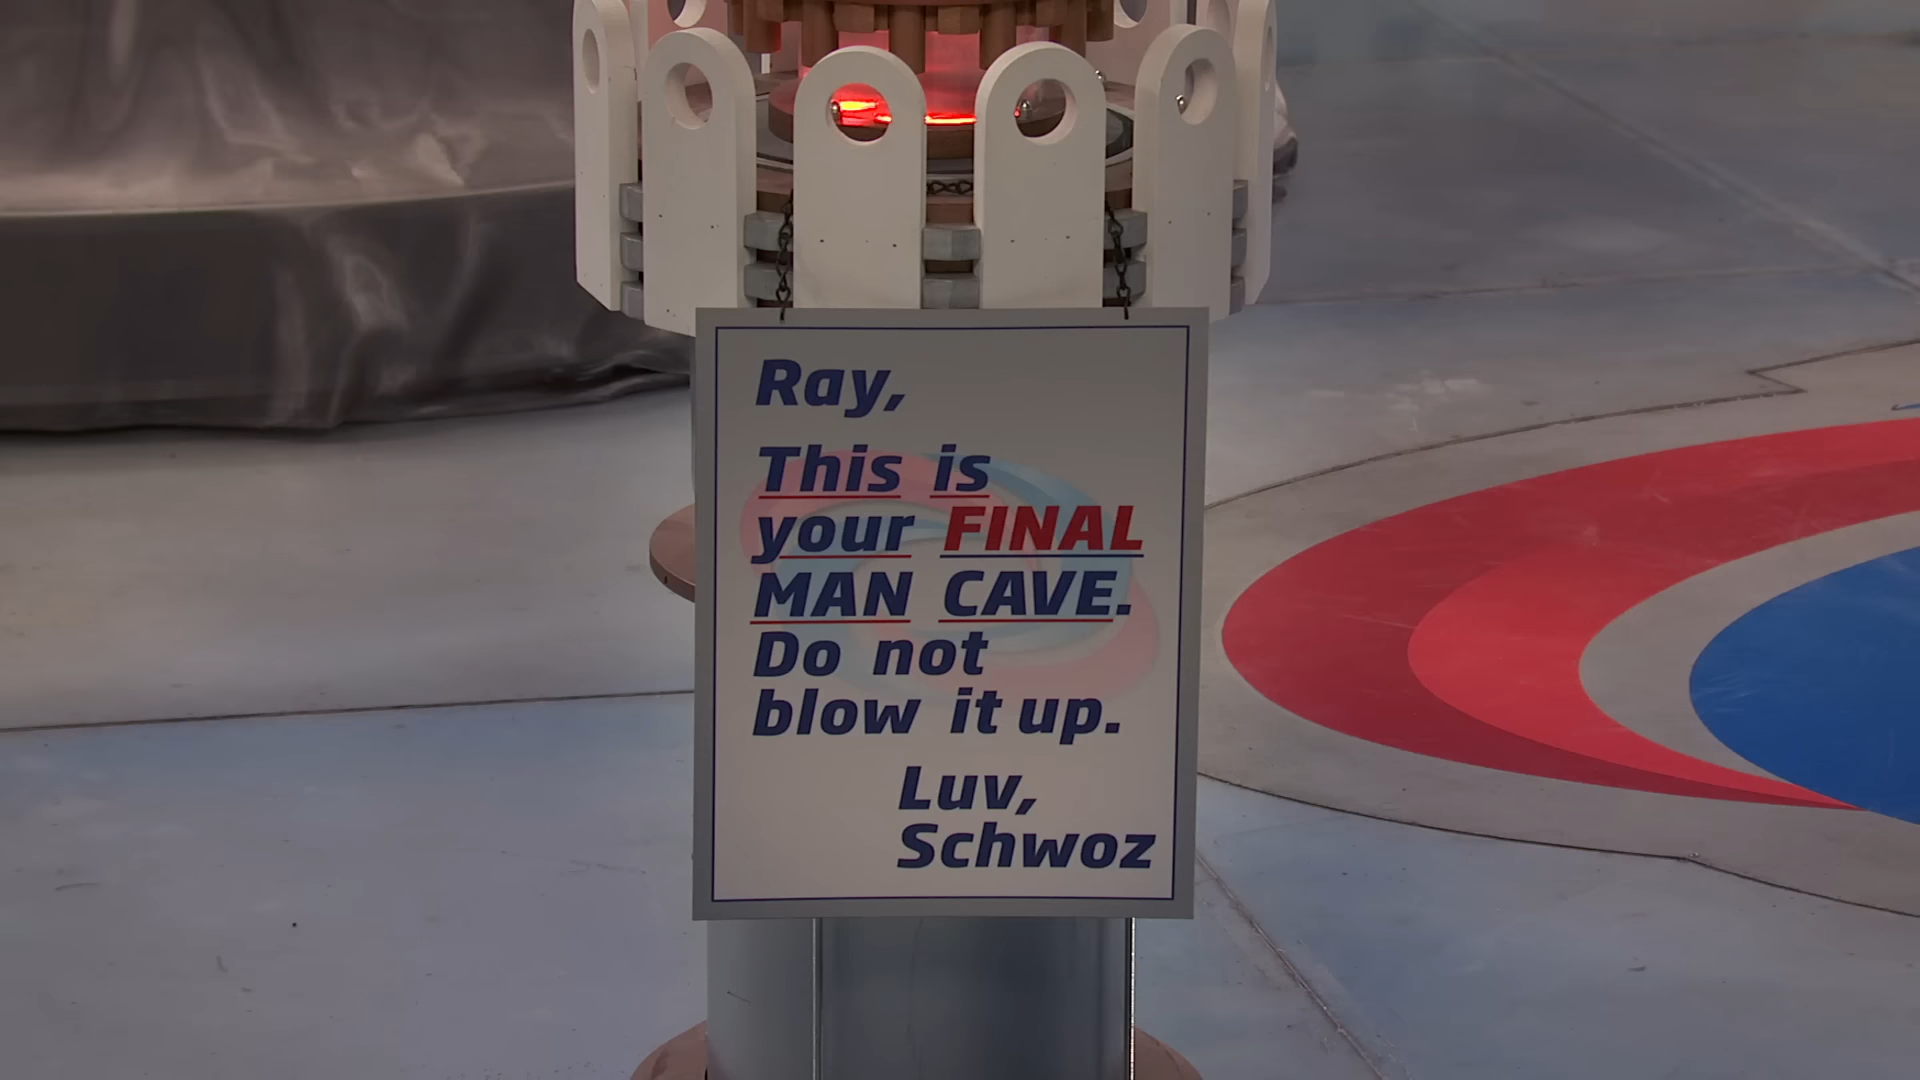 Ray,
This is
your FINAL
MAN CAVE.
Do not
blow it up.
Luv,
Schwoz